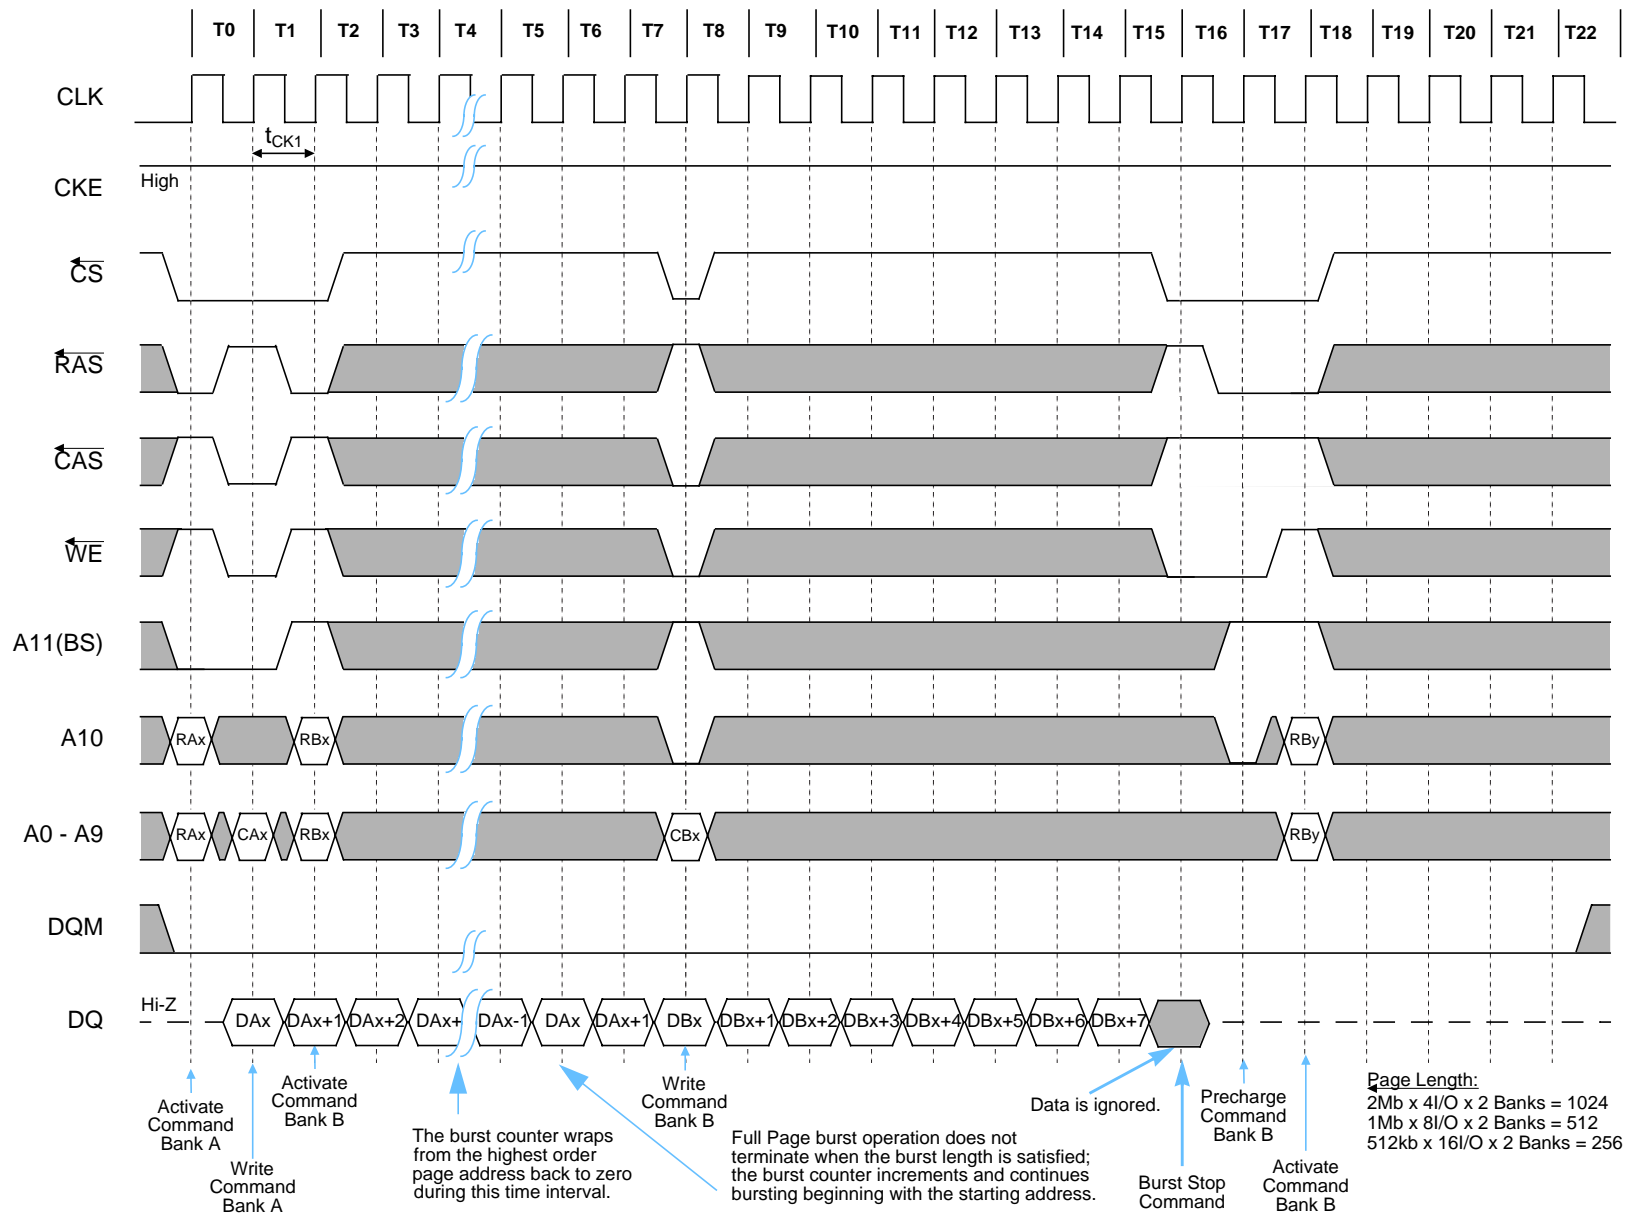 T0 T1 T2 T3 T4 T5 T6 T7 T8 T9 T10 T11 T12 T13 T14 T15 T16 T17 T18 T19 T20 T21 T22
CLK
tCK1
CKE
High
CS
RAS
CAS
WE
A11(BS)
A10
RAx RBx RBy
A0 - A9
RAx CAx RBx CBx RBy
DQM
DQ
Hi-Z
DAx DAx+1 DAx+2 DAx+ DAx-1 DAx DAx+1 DBx DBx+1 DBx+2 DBx+3 DBx+4 DBx+5 DBx+6 DBx+7
Activate
Command
Bank A
Write
Command
Bank A
Activate
Command
Bank B
The burst counter wraps
from the highest order
page address back to zero
during this time interval.
Write
Command
Bank B
Full Page burst operation does not
terminate when the burst length is satisfied;
the burst counter increments and continues
bursting beginning with the starting address.
Data is ignored.
Burst Stop
Command
Precharge
Command
Bank B
Activate
Command
Bank B
Page Length:
2Mb x 4I/O x 2 Banks = 1024
1Mb x 8I/O x 2 Banks = 512
512kb x 16I/O x 2 Banks = 256